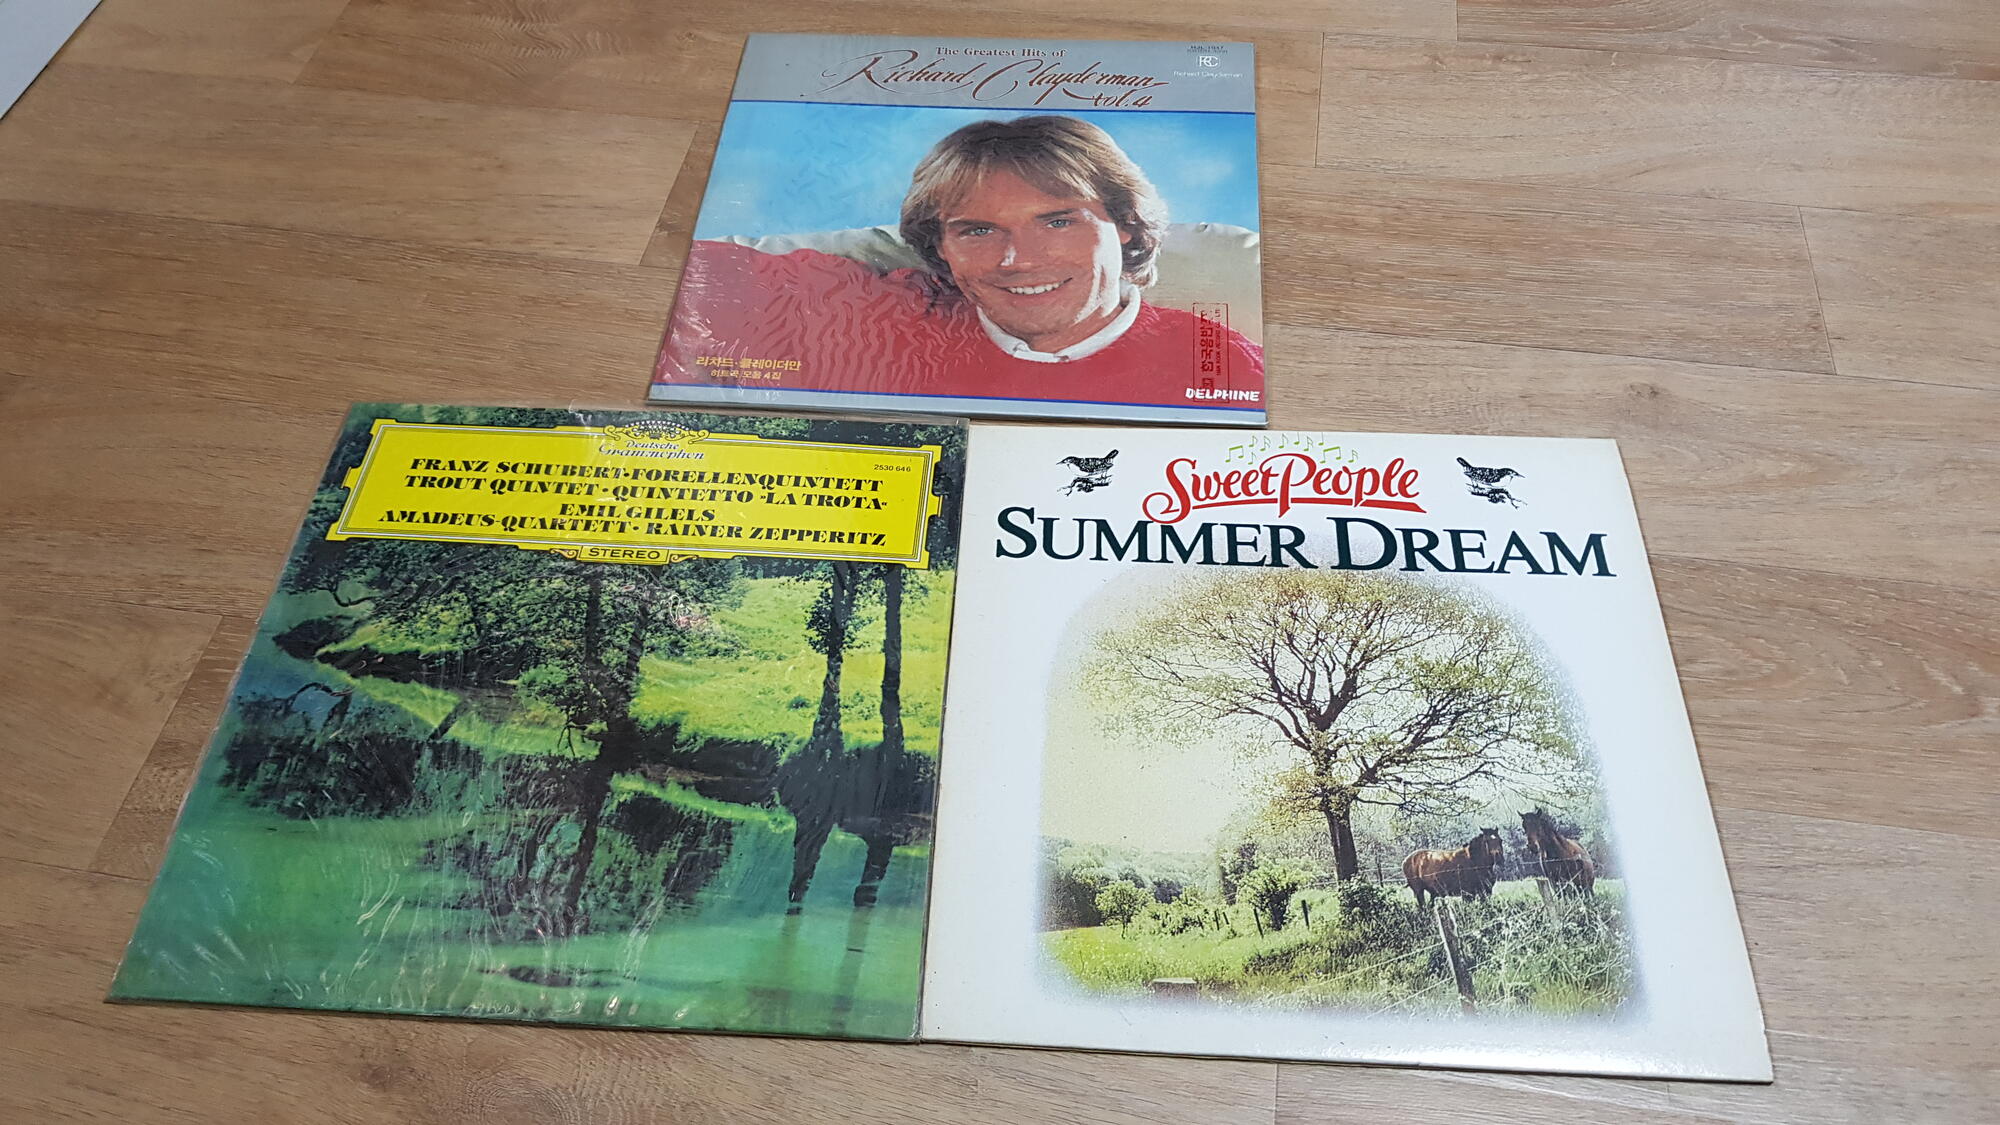 The Greatest Hits of
Richard Clayderman
vol.4
RC
Richard Clayderman
리차드·클레이더만
히트곡 모음 4집
DELPHINE
Deutsche
Grammophon
2530 646
FRANZ SCHUBERT·FORELLENQUINTETT
TROUT QUINTET·QUINTETTO »LA TROTA«
EMIL GILELS
AMADEUS-QUARTETT·RAINER ZEPPERITZ
STEREO
Sweet People
SUMMER DREAM